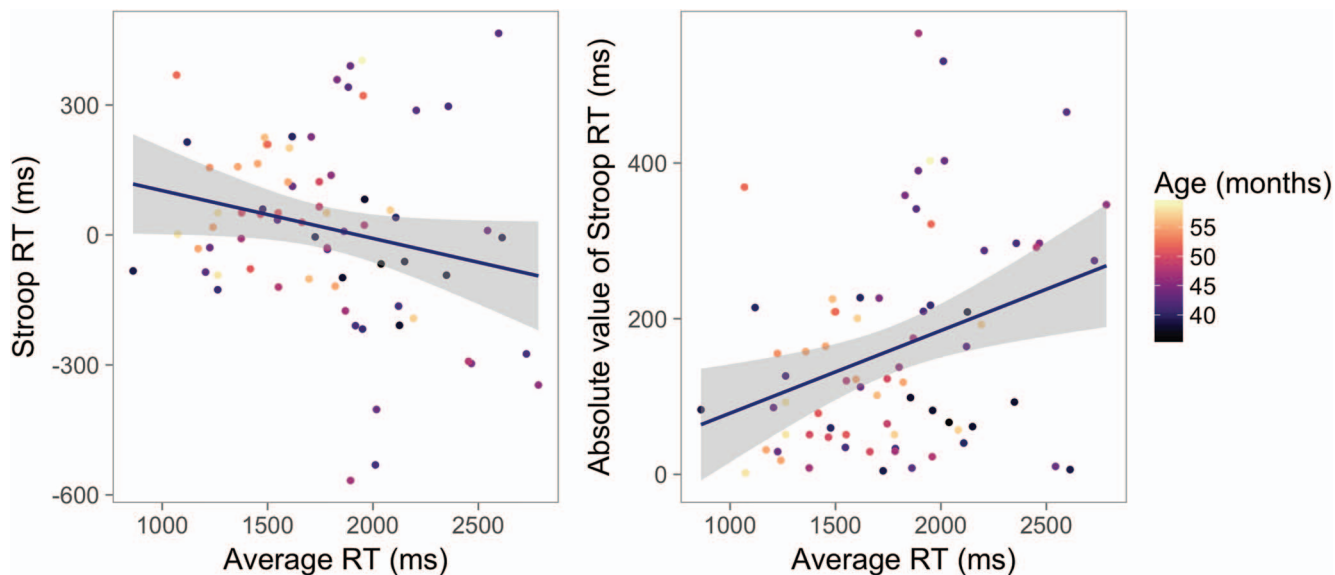 Stroop RT (ms)
300
0
-300
-600
1000 1500 2000 2500
Average RT (ms)
Absolute value of Stroop RT (ms)
400
200
0
1000 1500 2000 2500
Average RT (ms)
Age (months)
55
50
45
40